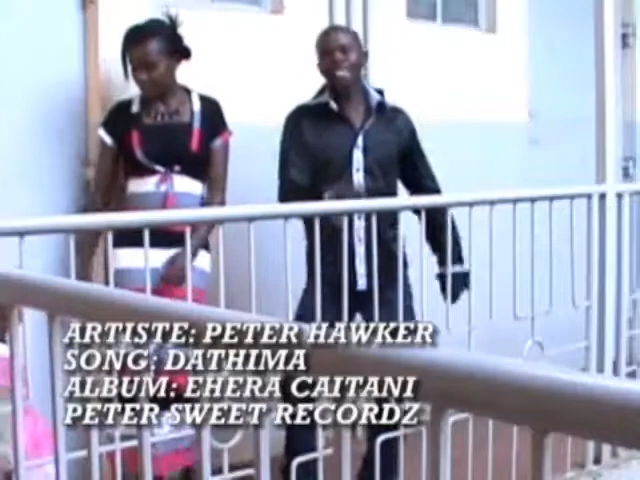 ARTISTE: PETER HAWKER
SONG: DATHIMA
ALBUM: EHERA CAITANI
PETER SWEET RECORDZ